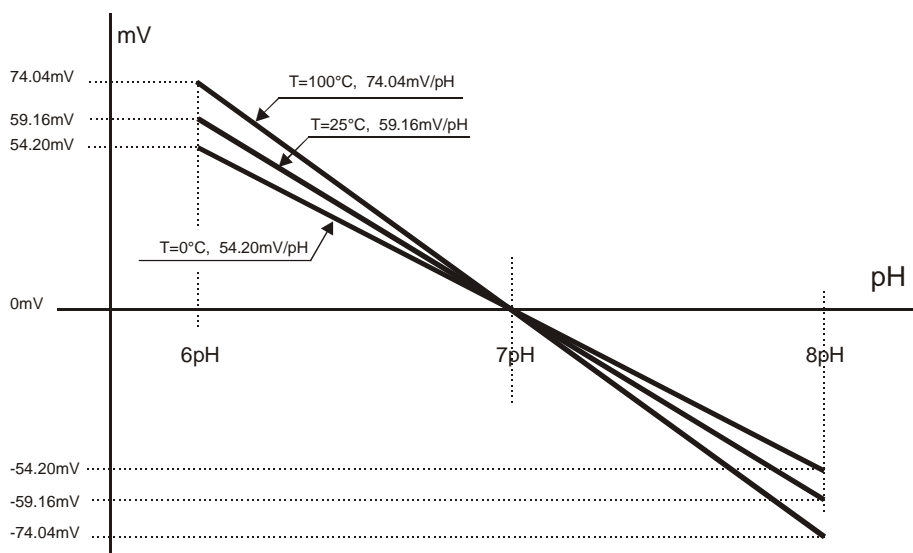 mV
74.04mV
T=100°C, 74.04mV/pH
59.16mV
T=25°C, 59.16mV/pH
54.20mV
T=0°C, 54.20mV/pH
pH
0mV
6pH
7pH
8pH
-54.20mV
-59.16mV
-74.04mV